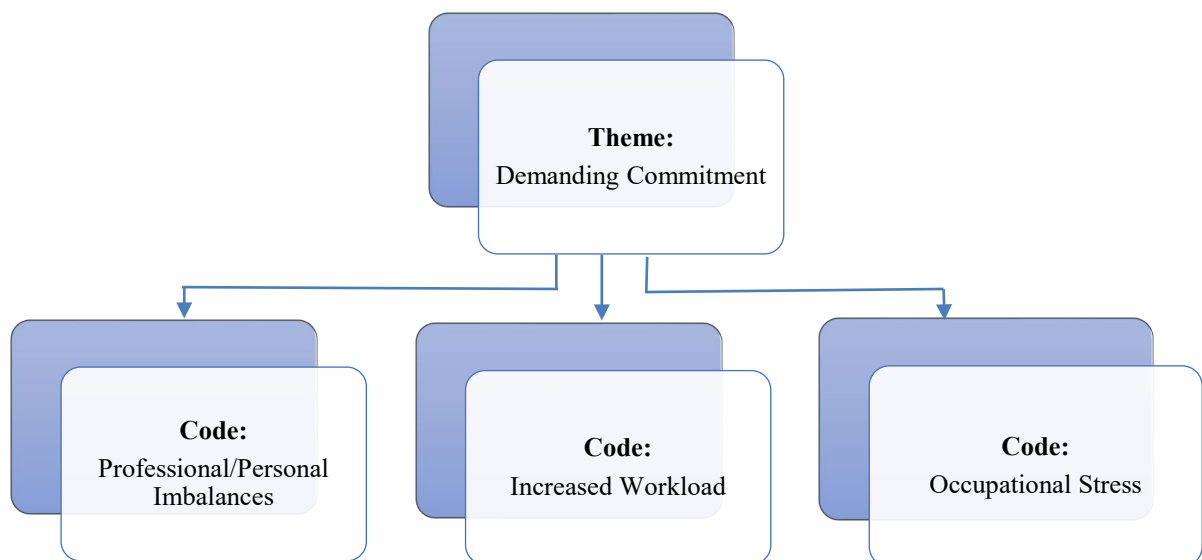 Theme:
Demanding Commitment
Code:
Professional/Personal
Imbalances
Code:
Increased Workload
Code:
Occupational Stress